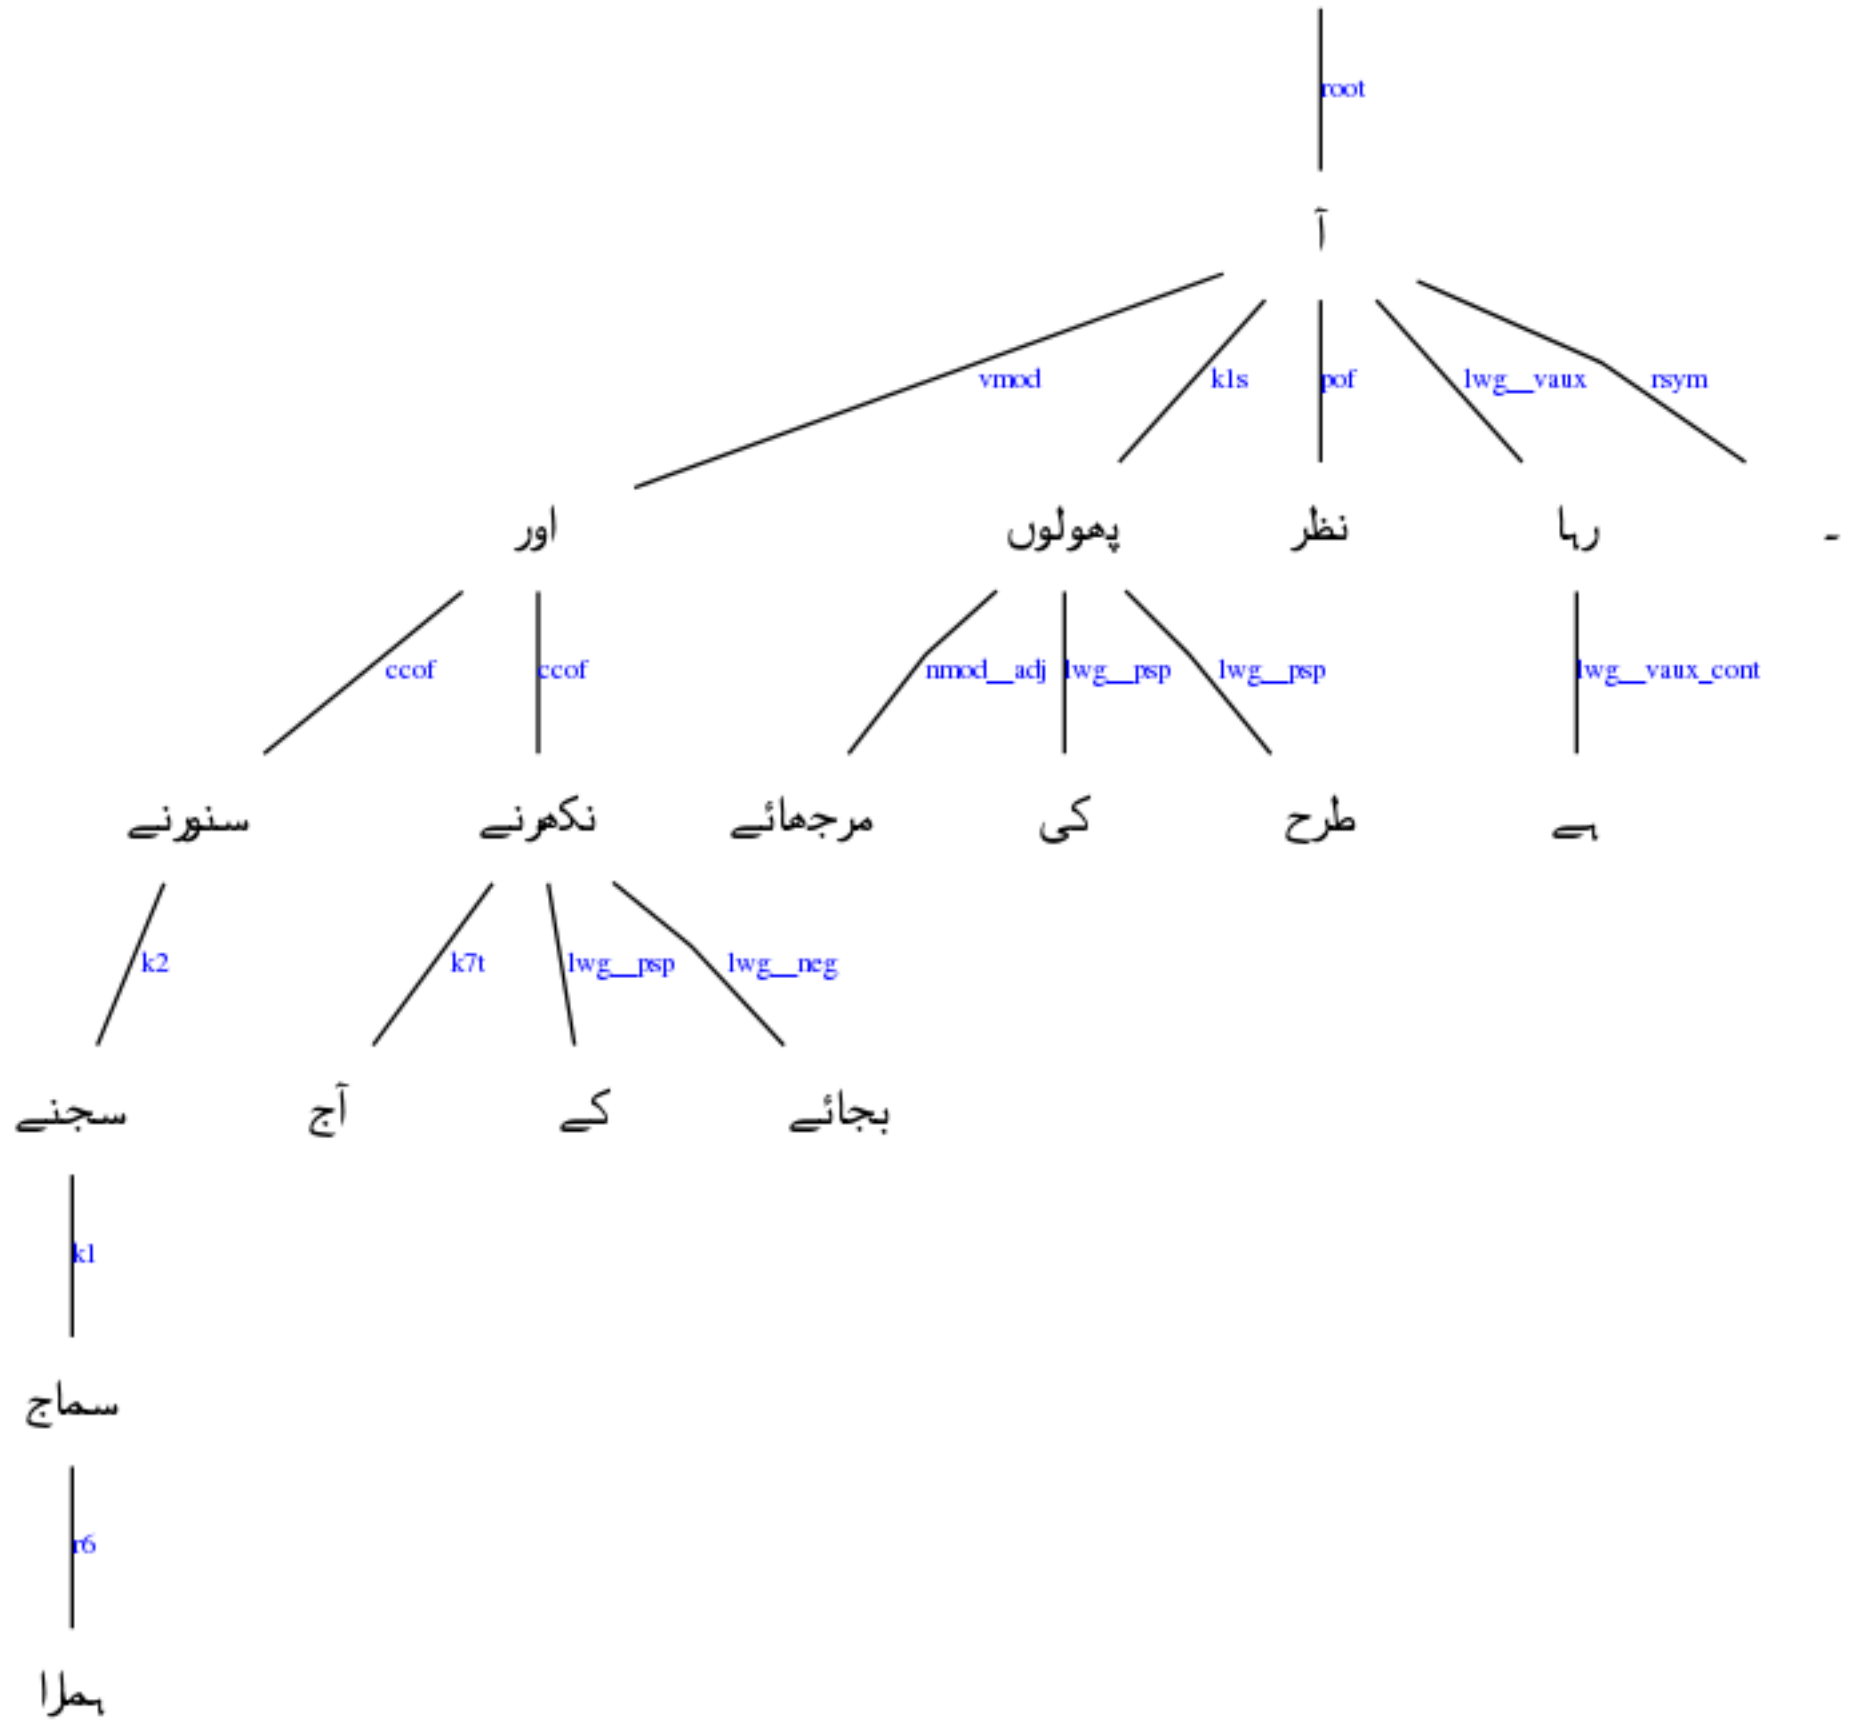 root
آ
vmod k1s pof lwg__vaux rsym
اور پھولوں نظر رہا ۔
ccof ccof nmod__adj lwg__psp lwg__psp lwg__vaux_cont
سنورنے نکھرنے مرجھائے کی طرح ہے
k2 k7t lwg__psp lwg__neg
سجنے آج کے بجائے
k1
سماج
r6
ہمارا